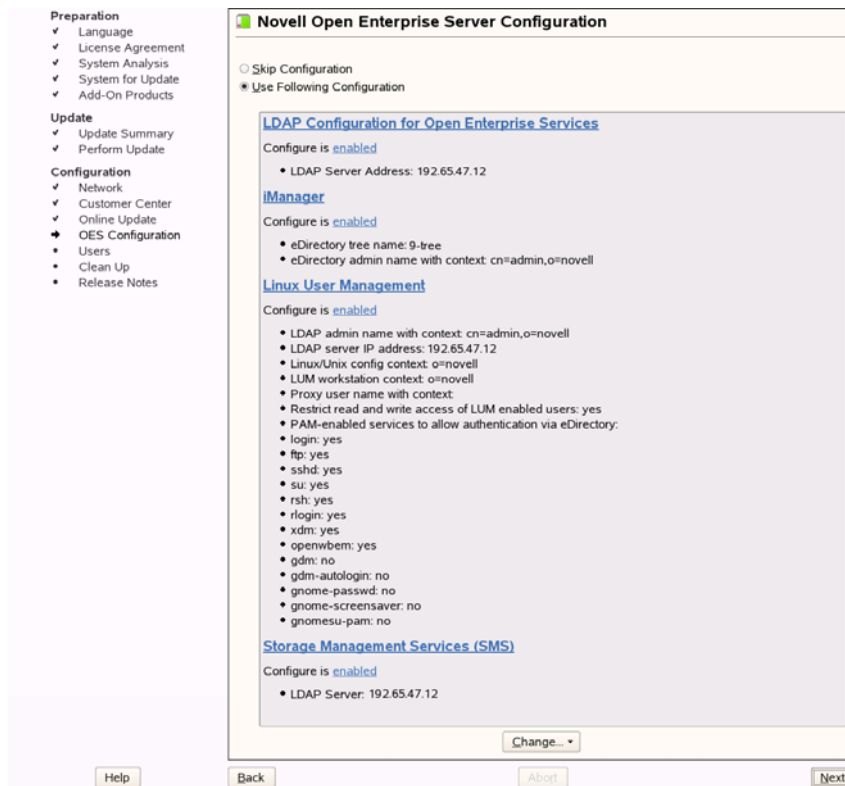 Preparation
Language
License Agreement
System Analysis
System for Update
Add-On Products
Update
Update Summary
Perform Update
Configuration
Network
Customer Center
Online Update
OES Configuration
Users
Clean Up
Release Notes
Novell Open Enterprise Server Configuration
Skip Configuration
Use Following Configuration
LDAP Configuration for Open Enterprise Services
Configure is enabled
• LDAP Server Address: 192.65.47.12
iManager
Configure is enabled
• eDirectory tree name: 9-tree
• eDirectory admin name with context: cn=admin,o=novell
Linux User Management
Configure is enabled
• LDAP admin name with context: cn=admin,o=novell
• LDAP server IP address: 192.65.47.12
• Linux/Unix config context: o=novell
• LUM workstation context: o=novell
• Proxy user name with context:
• Restrict read and write access of LUM enabled users: yes
• PAM-enabled services to allow authentication via eDirectory:
• login: yes
• ftp: yes
• sshd: yes
• su: yes
• rsh: yes
• rlogin: yes
• xdm: yes
• openwbem: yes
• gdm: no
• gdm-autologin: no
• gnome-passwd: no
• gnome-screensaver: no
• gnomesu-pam: no
Storage Management Services (SMS)
Configure is enabled
• LDAP Server: 192.65.47.12
Change...
Help
Back
Abort
Next